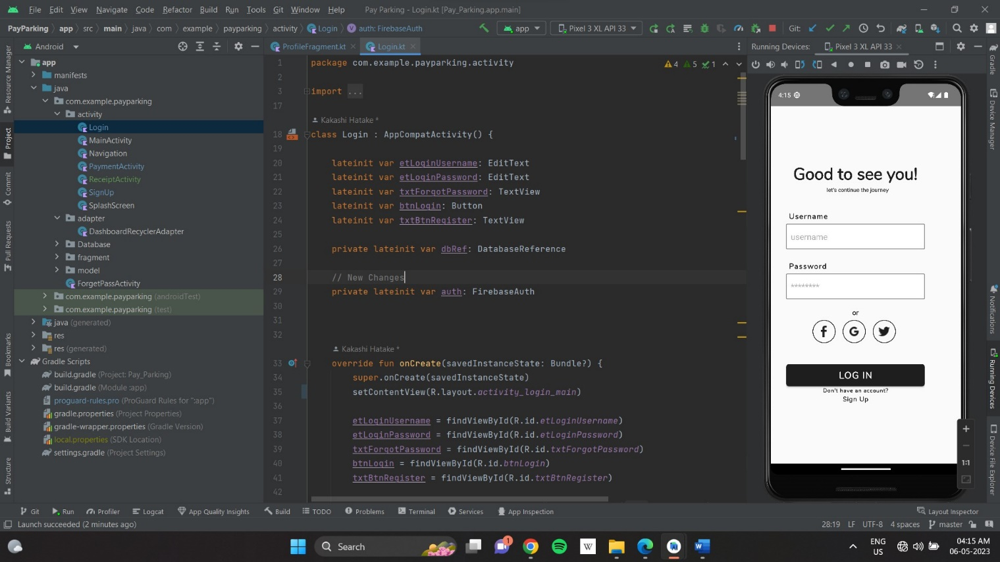 File Edit View Navigate Code Refactor Build Run Tools Git Window Help Pay Parking - Login.kt [Pay_Parking.app.main]
PayParking app src main java com example payparking activity Login auth: FirebaseAuth app Pixel 3 XL API 33 Git:
Android ProfileFragment.kt Login.kt Running Devices: Pixel 3 XL API 33
Resource Manager
Project
Commit
Pull Requests
Bookmarks
Build Variants
Structure
app
manifests
java
com.example.payparking
activity
Login
MainActivity
Navigation
PaymentActivity
ReceiptActivity
SignUp
SplashScreen
adapter
DashboardRecyclerAdapter
Database
fragment
model
ForgetPassActivity
com.example.payparking (androidTest)
com.example.payparking (test)
java (generated)
res
res (generated)
Gradle Scripts
build.gradle (Project: Pay_Parking)
build.gradle (Module :app)
proguard-rules.pro (ProGuard Rules for ":app")
gradle.properties (Project Properties)
gradle-wrapper.properties (Gradle Version)
local.properties (SDK Location)
settings.gradle (Project Settings)
4 5 1
1 package com.example.payparking.activity
2
3 import ...
17
Kakashi Hatake *
18 class Login : AppCompatActivity() {
19
20 lateinit var etLoginUsername: EditText
21 lateinit var etLoginPassword: EditText
22 lateinit var txtForgotPassword: TextView
23 lateinit var btnLogin: Button
24 lateinit var txtBtnRegister: TextView
25
26 private lateinit var dbRef: DatabaseReference
27
28 // New Changes
29 private lateinit var auth: FirebaseAuth
30
31
32
Kakashi Hatake *
33 override fun onCreate(savedInstanceState: Bundle?) {
34 super.onCreate(savedInstanceState)
35 setContentView(R.layout.activity_login_main)
36
37 etLoginUsername = findViewById(R.id.etLoginUsername)
38 etLoginPassword = findViewById(R.id.etLoginPassword)
39 txtForgotPassword = findViewById(R.id.txtForgotPassword)
40 btnLogin = findViewById(R.id.btnLogin)
41 txtBtnRegister = findViewById(R.id.txtBtnRegister)
42
4:15
Good to see you!
let's continue the journey
Username
username
Password
********
or
LOG IN
Don't have an account?
Sign Up
1:1
Gradle
Device Manager
Notifications
Running Devices
Device File Explorer
Git Run Profiler Logcat App Quality Insights Build TODO Problems Terminal Services App Inspection Layout Inspector
Launch succeeded (2 minutes ago) 28:19 LF UTF-8 4 spaces master
Search 1 W ENG 04:15 AM
US 06-05-2023